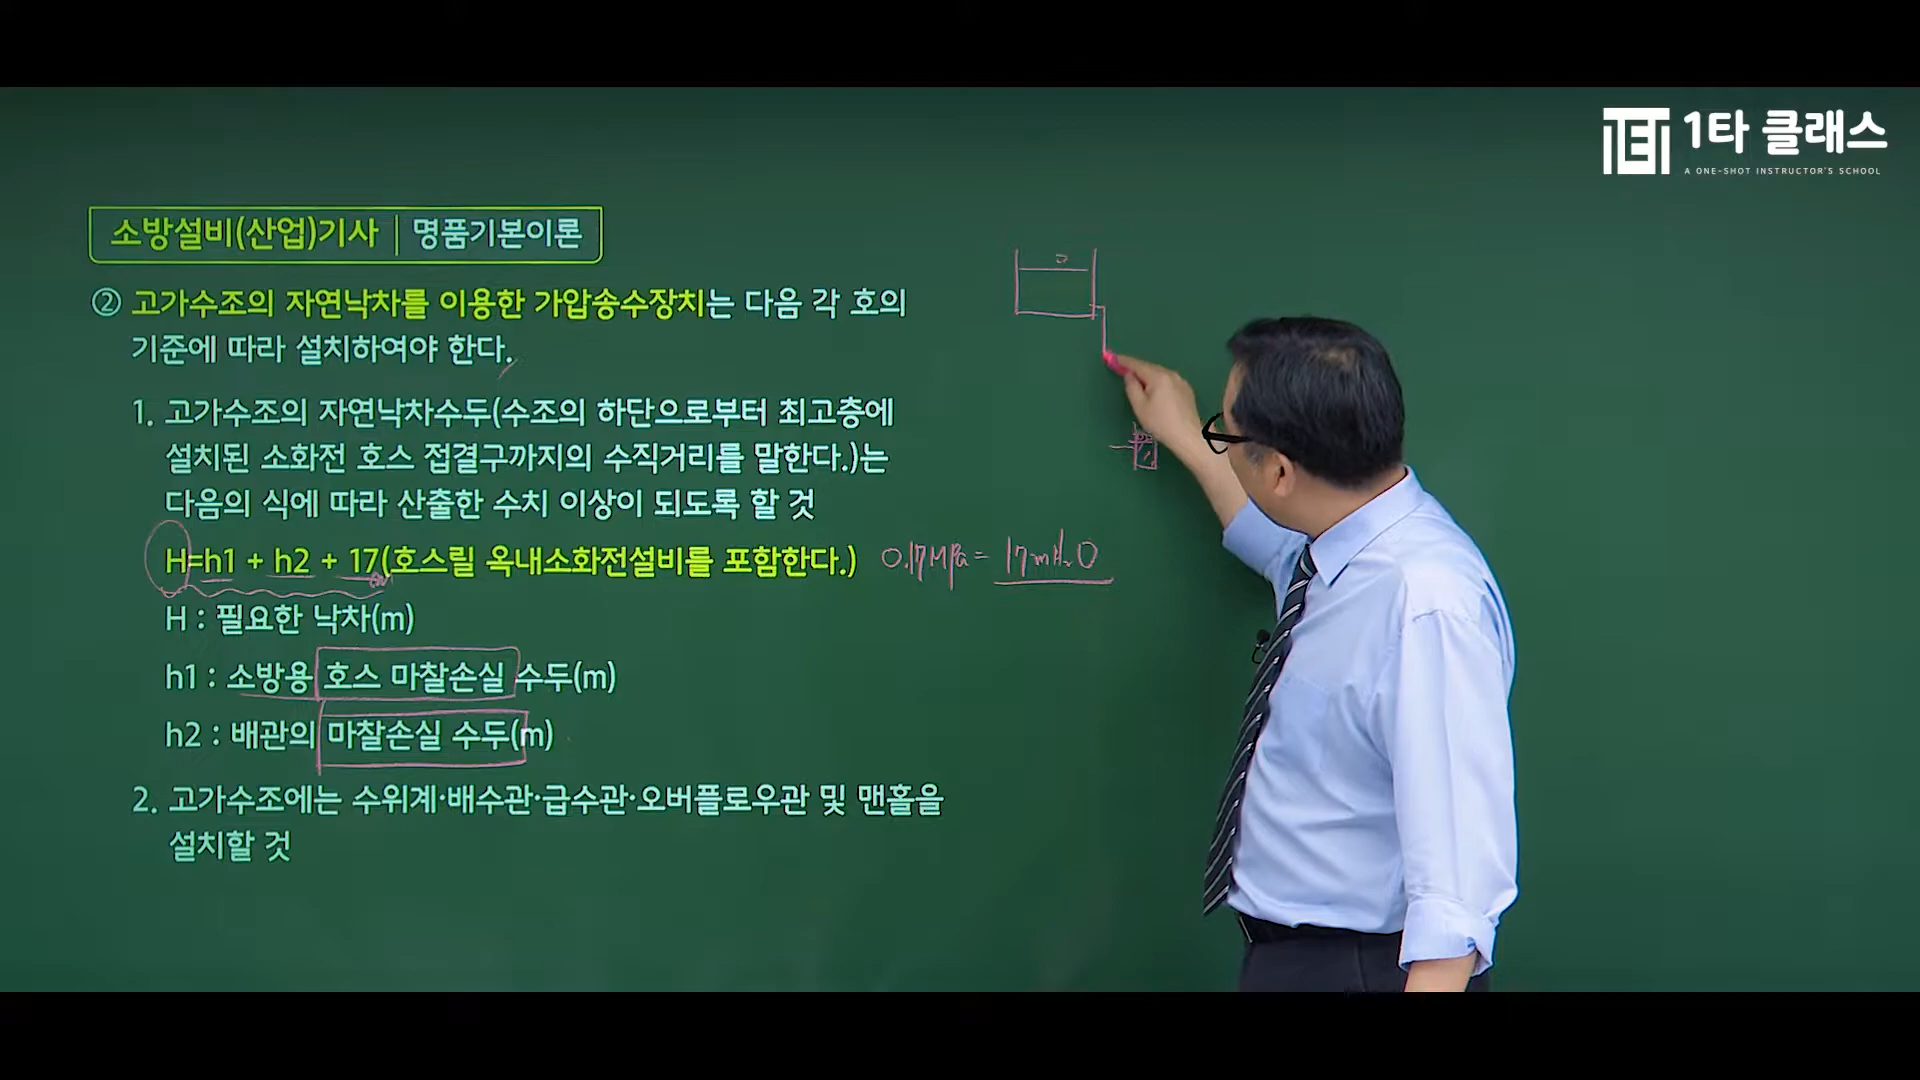 1타 클래스
A ONE-SHOT INSTRUCTOR'S SCHOOL
소방설비(산업)기사 | 명품기본이론
② 고가수조의 자연낙차를 이용한 가압송수장치는 다음 각 호의
기준에 따라 설치하여야 한다.
1. 고가수조의 자연낙차수두(수조의 하단으로부터 최고층에
설치된 소화전 호스 접결구까지의 수직거리를 말한다.)는
다음의 식에 따라 산출한 수치 이상이 되도록 할 것
H=h1 + h2 + 17(호스릴 옥내소화전설비를 포함한다.) 0.17MPa = 17mH₂O
H : 필요한 낙차(m)
h1 : 소방용 호스 마찰손실 수두(m)
h2 : 배관의 마찰손실 수두(m)
2. 고가수조에는 수위계·배수관·급수관·오버플로우관 및 맨홀을
설치할 것